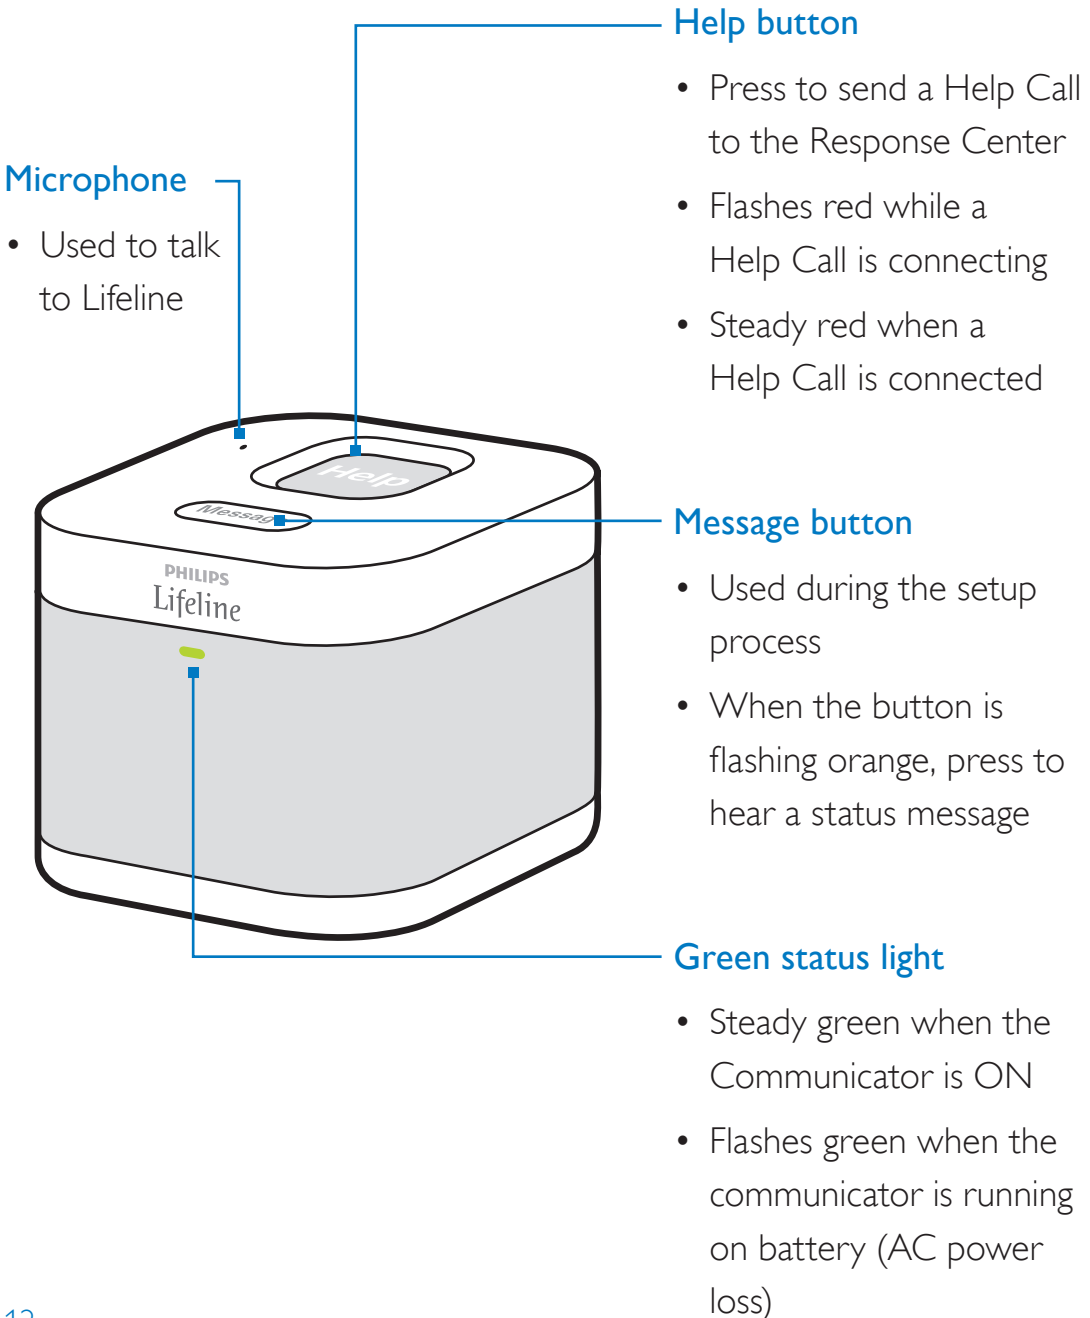 Help button
• Press to send a Help Call
to the Response Center
• Flashes red while a
Help Call is connecting
• Steady red when a
Help Call is connected
Microphone
• Used to talk
to Lifeline
Help
Messag
PHILIPS
Lifeline
Message button
• Used during the setup
process
• When the button is
flashing orange, press to
hear a status message
Green status light
• Steady green when the
Communicator is ON
• Flashes green when the
communicator is running
on battery (AC power
loss)